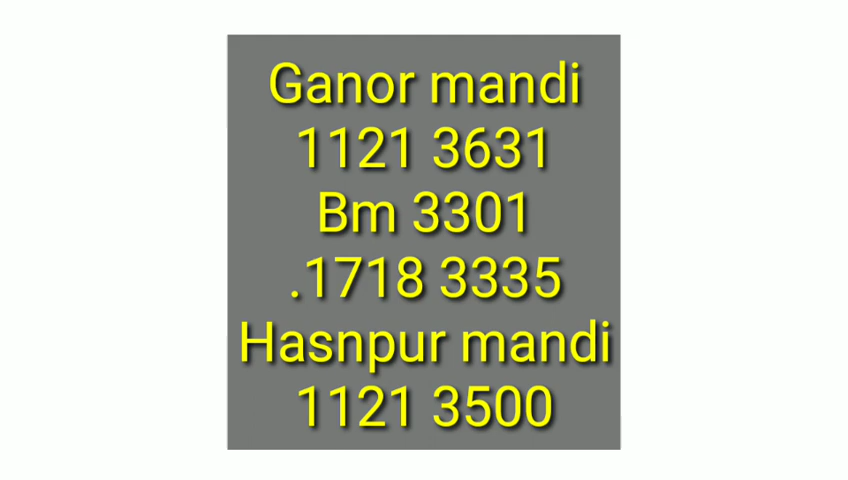 Ganor mandi
1121 3631
Bm 3301
.1718 3335
Hasnpur mandi
1121 3500